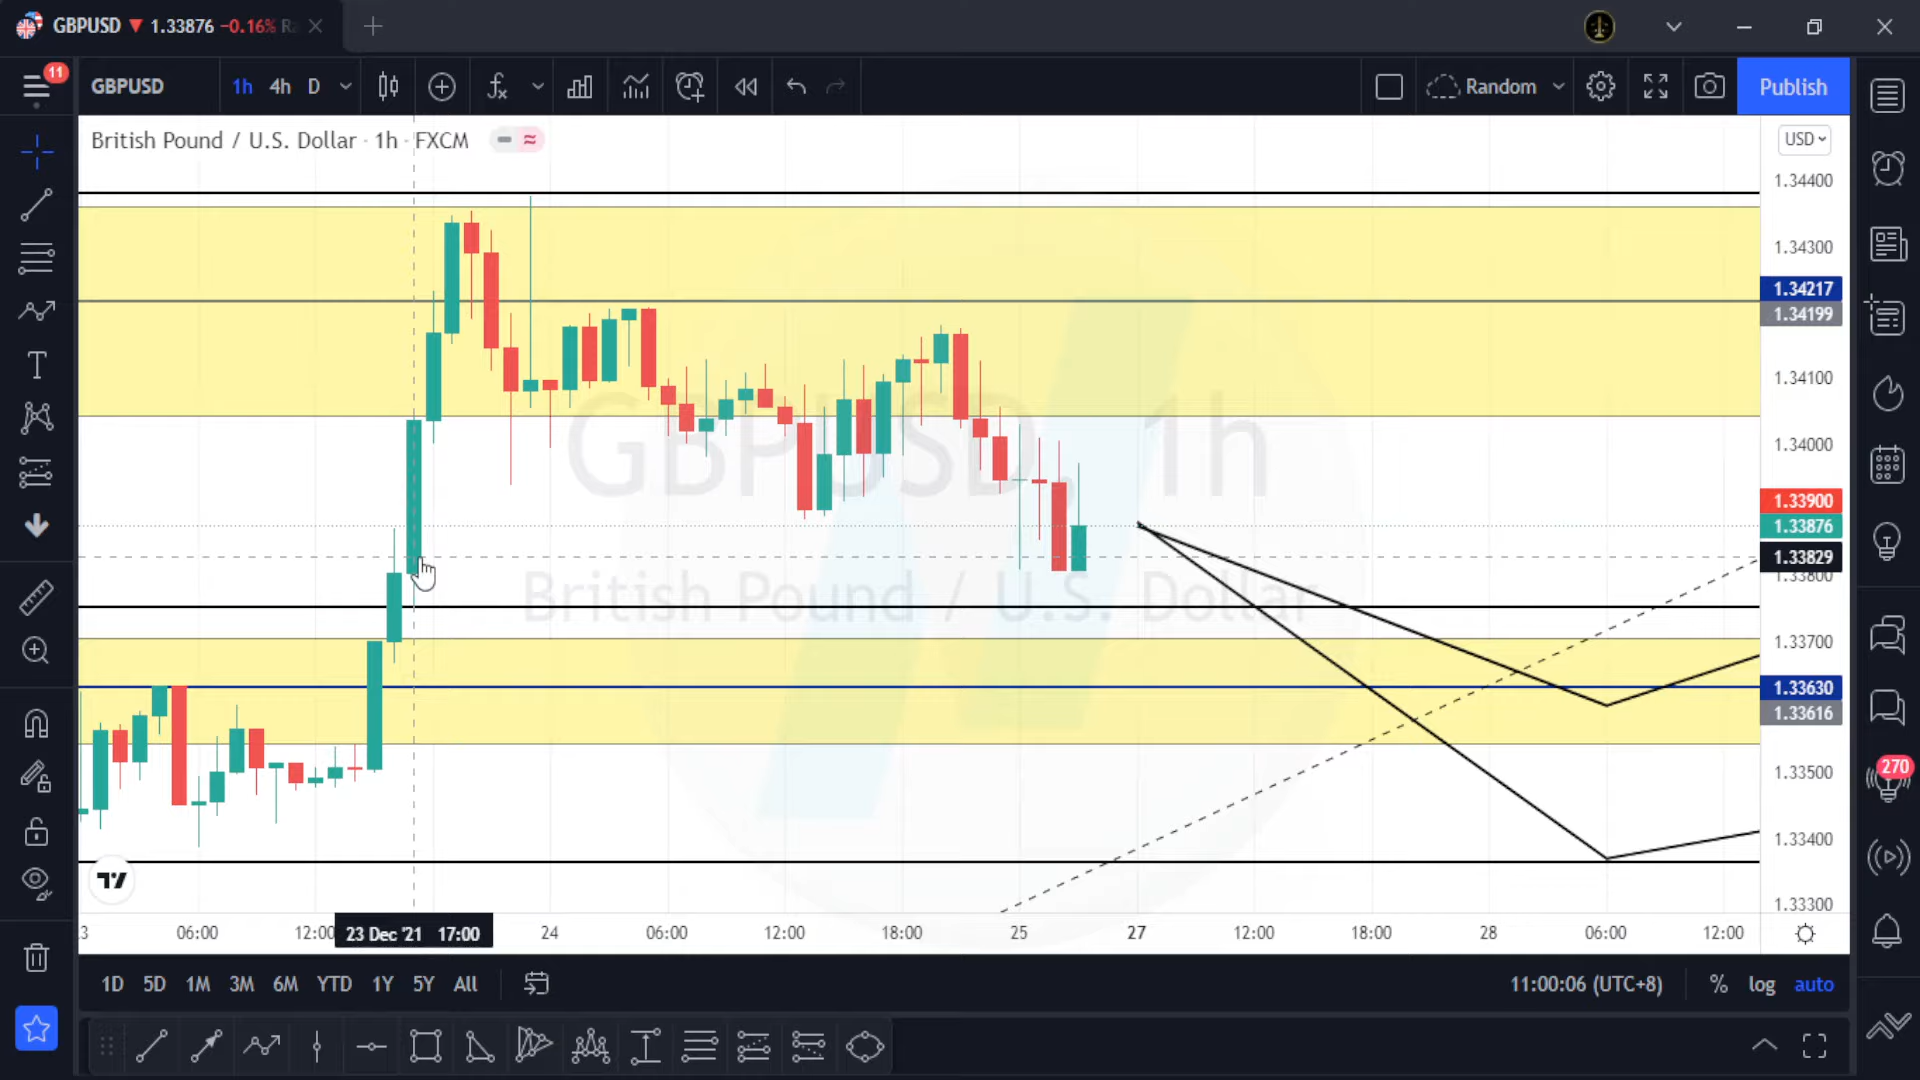 GBPUSD ▼ 1.33876 −0.16%
11
GBPUSD 1h 4h D Random Publish
British Pound / U.S. Dollar · 1h · FXCM
USD
1.34400
1.34300
1.34217
1.34199
1.34100
GBPUSD, 1h
1.34000
1.33900
1.33876
1.33829
1.33800
British Pound / U.S. Dollar
1.33700
1.33630
1.33616
1.33500
270
1.33400
1.33300
3 06:00 12:00 23 Dec '21 17:00 24 06:00 12:00 18:00 25 27 12:00 18:00 28 06:00 12:00
1D 5D 1M 3M 6M YTD 1Y 5Y All 11:00:06 (UTC+8) % log auto